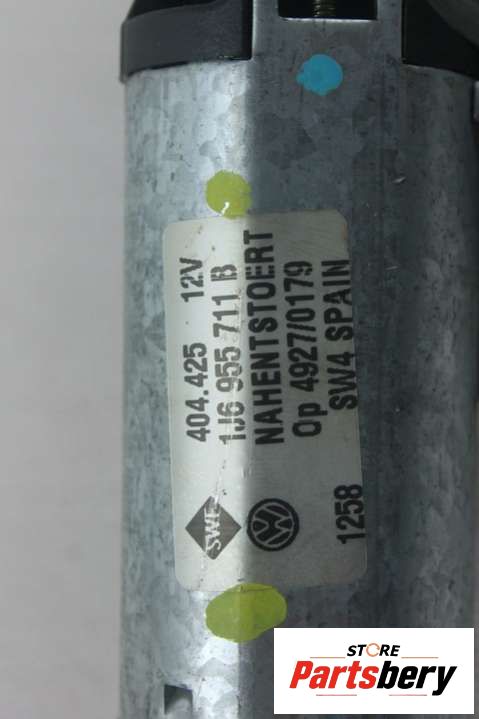 404.425 12V
1J6 955 711 B
NAHENTSTOERT
Op 4927/0179
SW4 SPAIN
SWF
1258
STORE
Partsbery